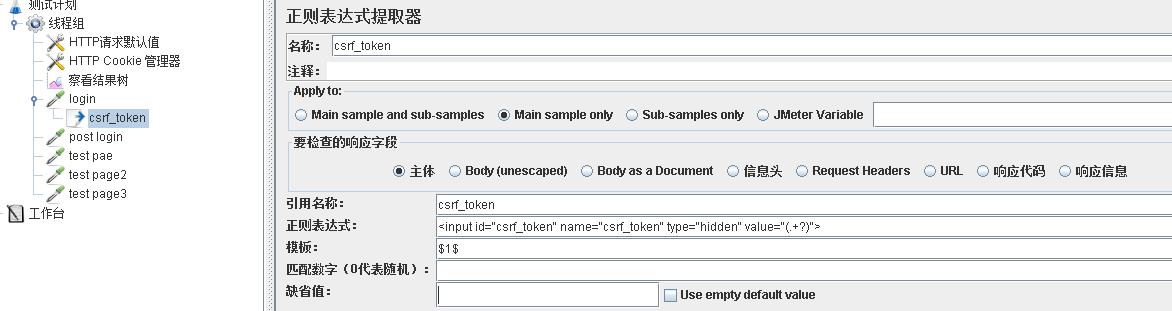 测试计划
线程组
HTTP请求默认值
HTTP Cookie 管理器
察看结果树
login
csrf_token
post login
test pae
test page2
test page3
工作台
正则表达式提取器
名称： csrf_token
注释：
Apply to:
Main sample and sub-samples Main sample only Sub-samples only JMeter Variable
要检查的响应字段
主体 Body (unescaped) Body as a Document 信息头 Request Headers URL 响应代码 响应信息
引用名称： csrf_token
正则表达式： <input id="csrf_token" name="csrf_token" type="hidden" value="(.+?)">
模板： $1$
匹配数字（0代表随机）：
缺省值： Use empty default value